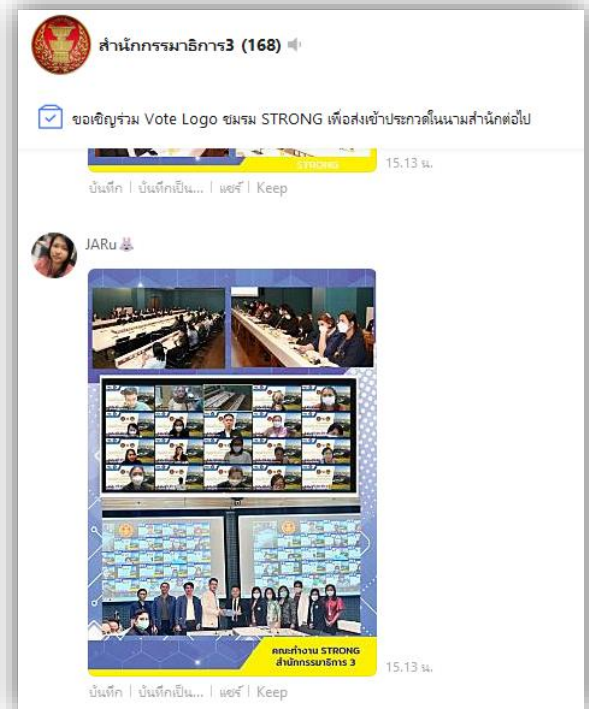 สำนักกรรมาธิการ3 (168)
ขอเชิญร่วม Vote Logo ชมรม STRONG เพื่อส่งเข้าประกวดในนามสำนักต่อไป
STRONG
15.13 น.
บันทึก | บันทึกเป็น... | แชร์ | Keep
JARu
คณะทำงาน STRONG
สำนักกรรมาธิการ 3
15.13 น.
บันทึก | บันทึกเป็น... | แชร์ | Keep